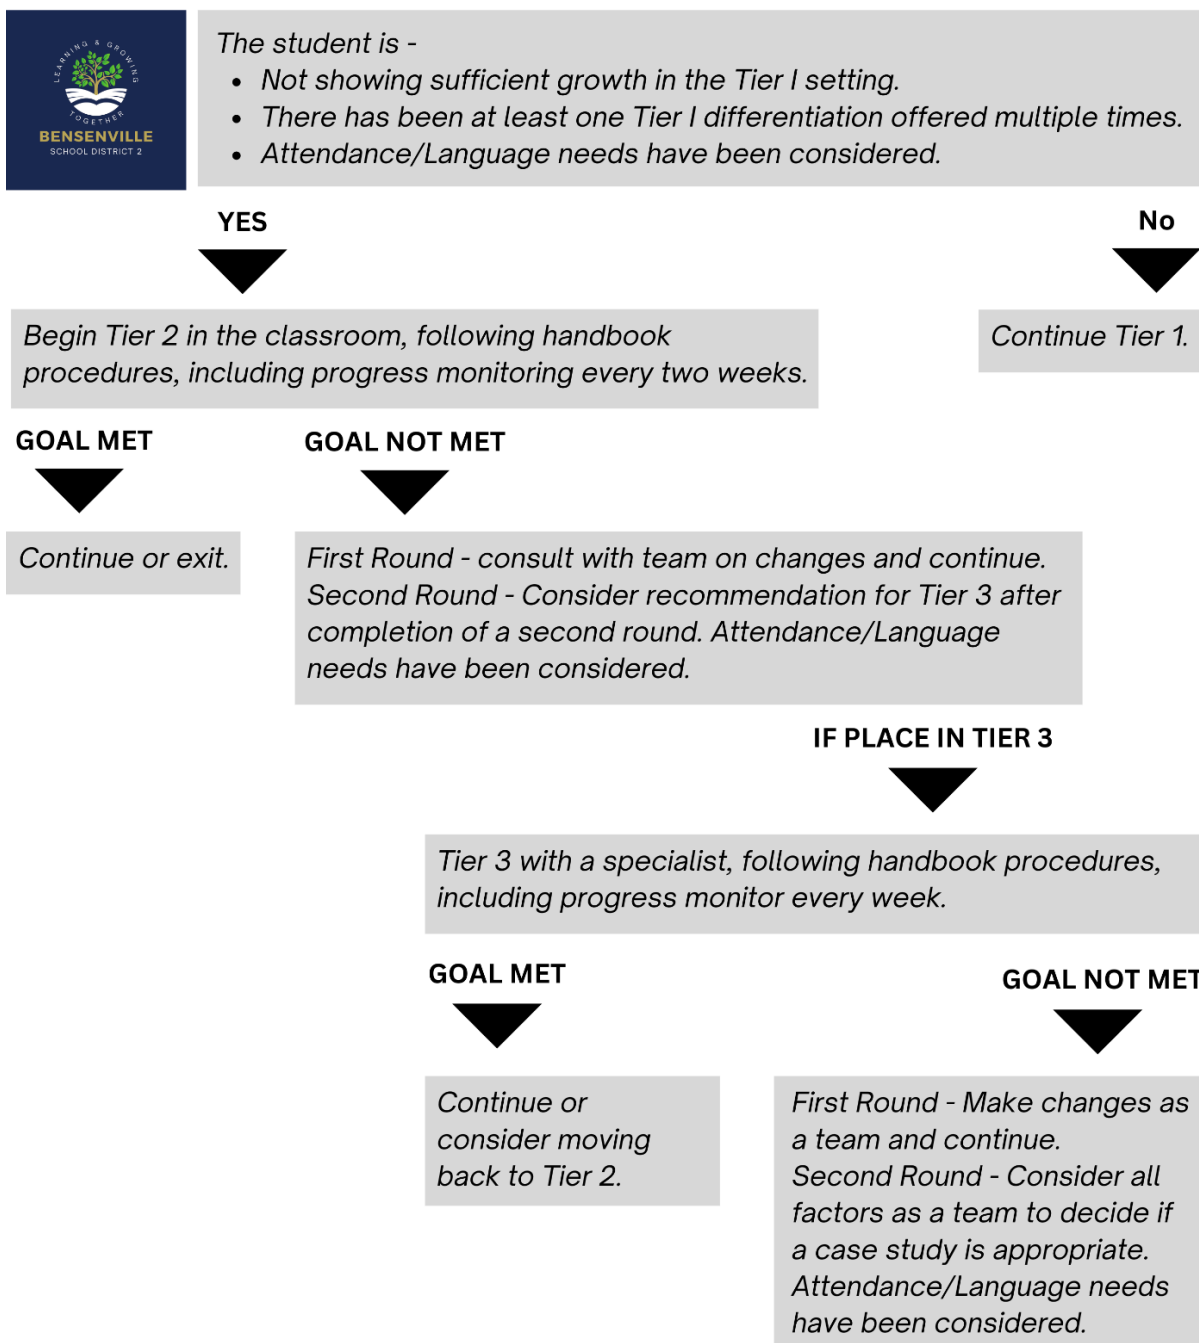 LEARNING & GROWING
TOGETHER
BENSENVILLE
SCHOOL DISTRICT 2
The student is -
• Not showing sufficient growth in the Tier I setting.
• There has been at least one Tier I differentiation offered multiple times.
• Attendance/Language needs have been considered.
YES
No
Begin Tier 2 in the classroom, following handbook
procedures, including progress monitoring every two weeks.
Continue Tier 1.
GOAL MET
GOAL NOT MET
Continue or exit.
First Round - consult with team on changes and continue.
Second Round - Consider recommendation for Tier 3 after
completion of a second round. Attendance/Language
needs have been considered.
IF PLACE IN TIER 3
Tier 3 with a specialist, following handbook procedures,
including progress monitor every week.
GOAL MET
GOAL NOT MET
Continue or
consider moving
back to Tier 2.
First Round - Make changes as
a team and continue.
Second Round - Consider all
factors as a team to decide if
a case study is appropriate.
Attendance/Language needs
have been considered.